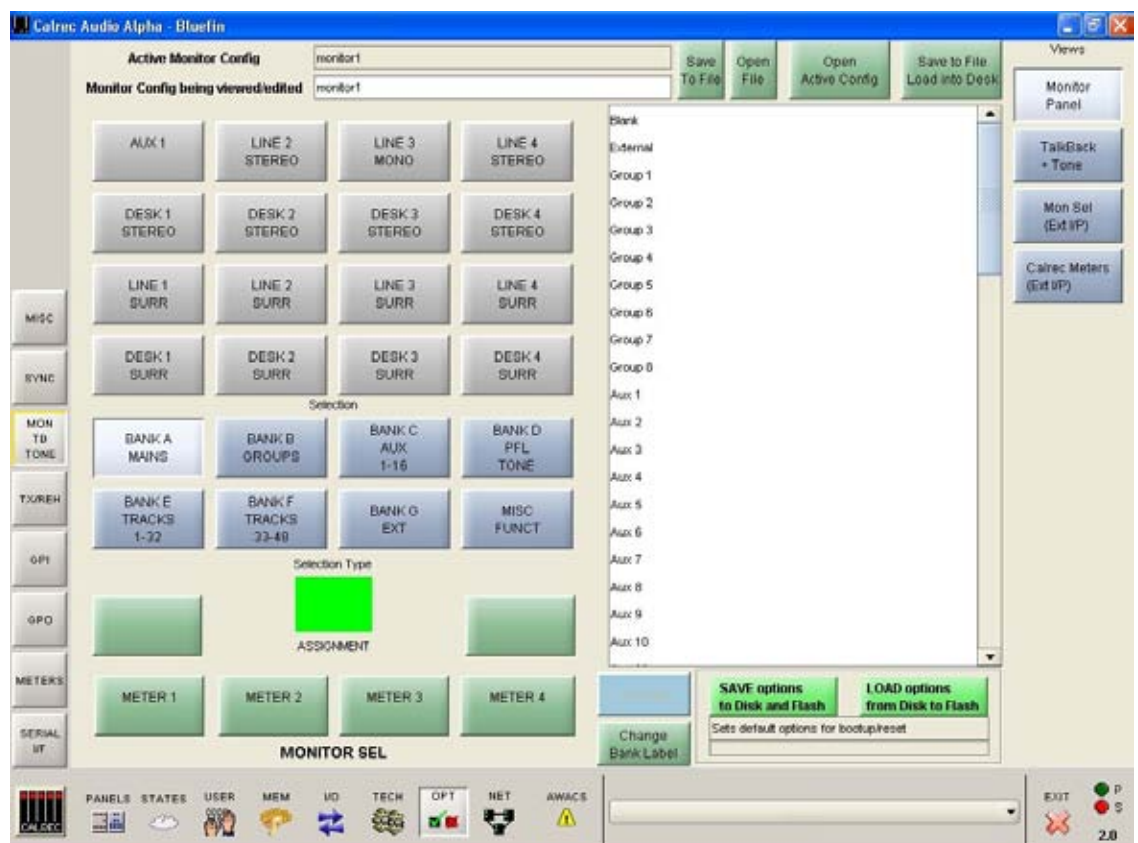 Calrec Audio Alpha - Bluefin
Active Monitor Config
monitor1
Monitor Config being viewed/edited
monitor1
Save
To File
Open
File
Open
Active Config
Save to File
Load into Desk
Views
Monitor
Panel
TalkBack
+ Tone
Mon Sel
(Ext I/P)
Calrec Meters
(Ext I/P)
AUX 1
LINE 2
STEREO
LINE 3
MONO
LINE 4
STEREO
DESK 1
STEREO
DESK 2
STEREO
DESK 3
STEREO
DESK 4
STEREO
LINE 1
SURR
LINE 2
SURR
LINE 3
SURR
LINE 4
SURR
DESK 1
SURR
DESK 2
SURR
DESK 3
SURR
DESK 4
SURR
Selection
BANK A
MAINS
BANK B
GROUPS
BANK C
AUX
1-16
BANK D
PFL
TONE
BANK E
TRACKS
1-32
BANK F
TRACKS
33-48
BANK G
EXT
MISC
FUNCT
Selection Type
ASSIGNMENT
METER 1
METER 2
METER 3
METER 4
MONITOR SEL
Blank
External
Group 1
Group 2
Group 3
Group 4
Group 5
Group 6
Group 7
Group 8
Aux 1
Aux 2
Aux 3
Aux 4
Aux 5
Aux 6
Aux 7
Aux 8
Aux 9
Aux 10
Change
Bank Label
SAVE options
to Disk and Flash
LOAD options
from Disk to Flash
Sets default options for bootup/reset
MISC
SYNC
MON
TB
TONE
TX/REH
GPI
GPO
METERS
SERIAL
I/F
CALREC
PANELS
STATES
USER
MEM
I/O
TECH
OPT
NET
AWACS
EXIT
P
S
2.0